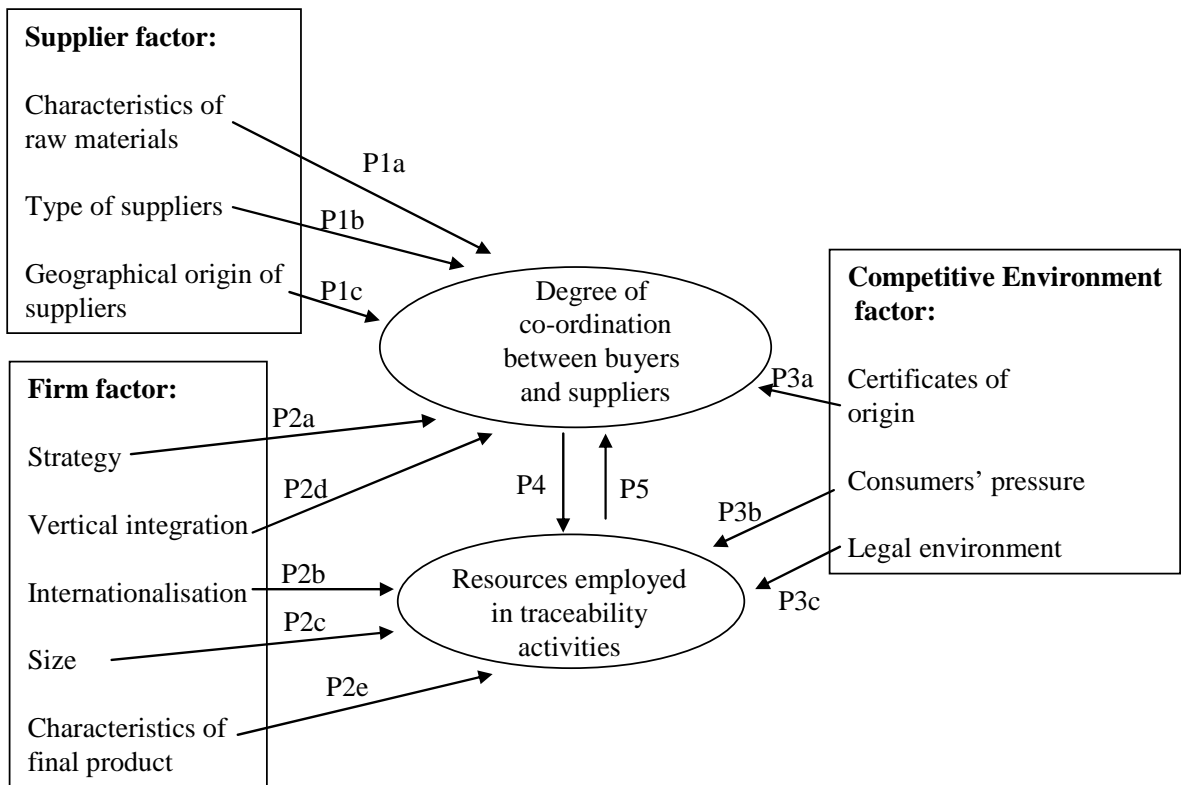 Supplier factor:
Characteristics of
raw materials
P1a
Type of suppliers
P1b
Geographical origin of
suppliers
P1c
Degree of
co-ordination
between buyers
and suppliers
Competitive Environment
factor:
P3a
Certificates of
origin
Consumers’ pressure
P3b
Legal environment
P3c
Firm factor:
P2a
Strategy
P2d
Vertical integration
P4
P5
P2b
Internationalisation
P2c
Size
Resources employed
in traceability
activities
P2e
Characteristics of
final product